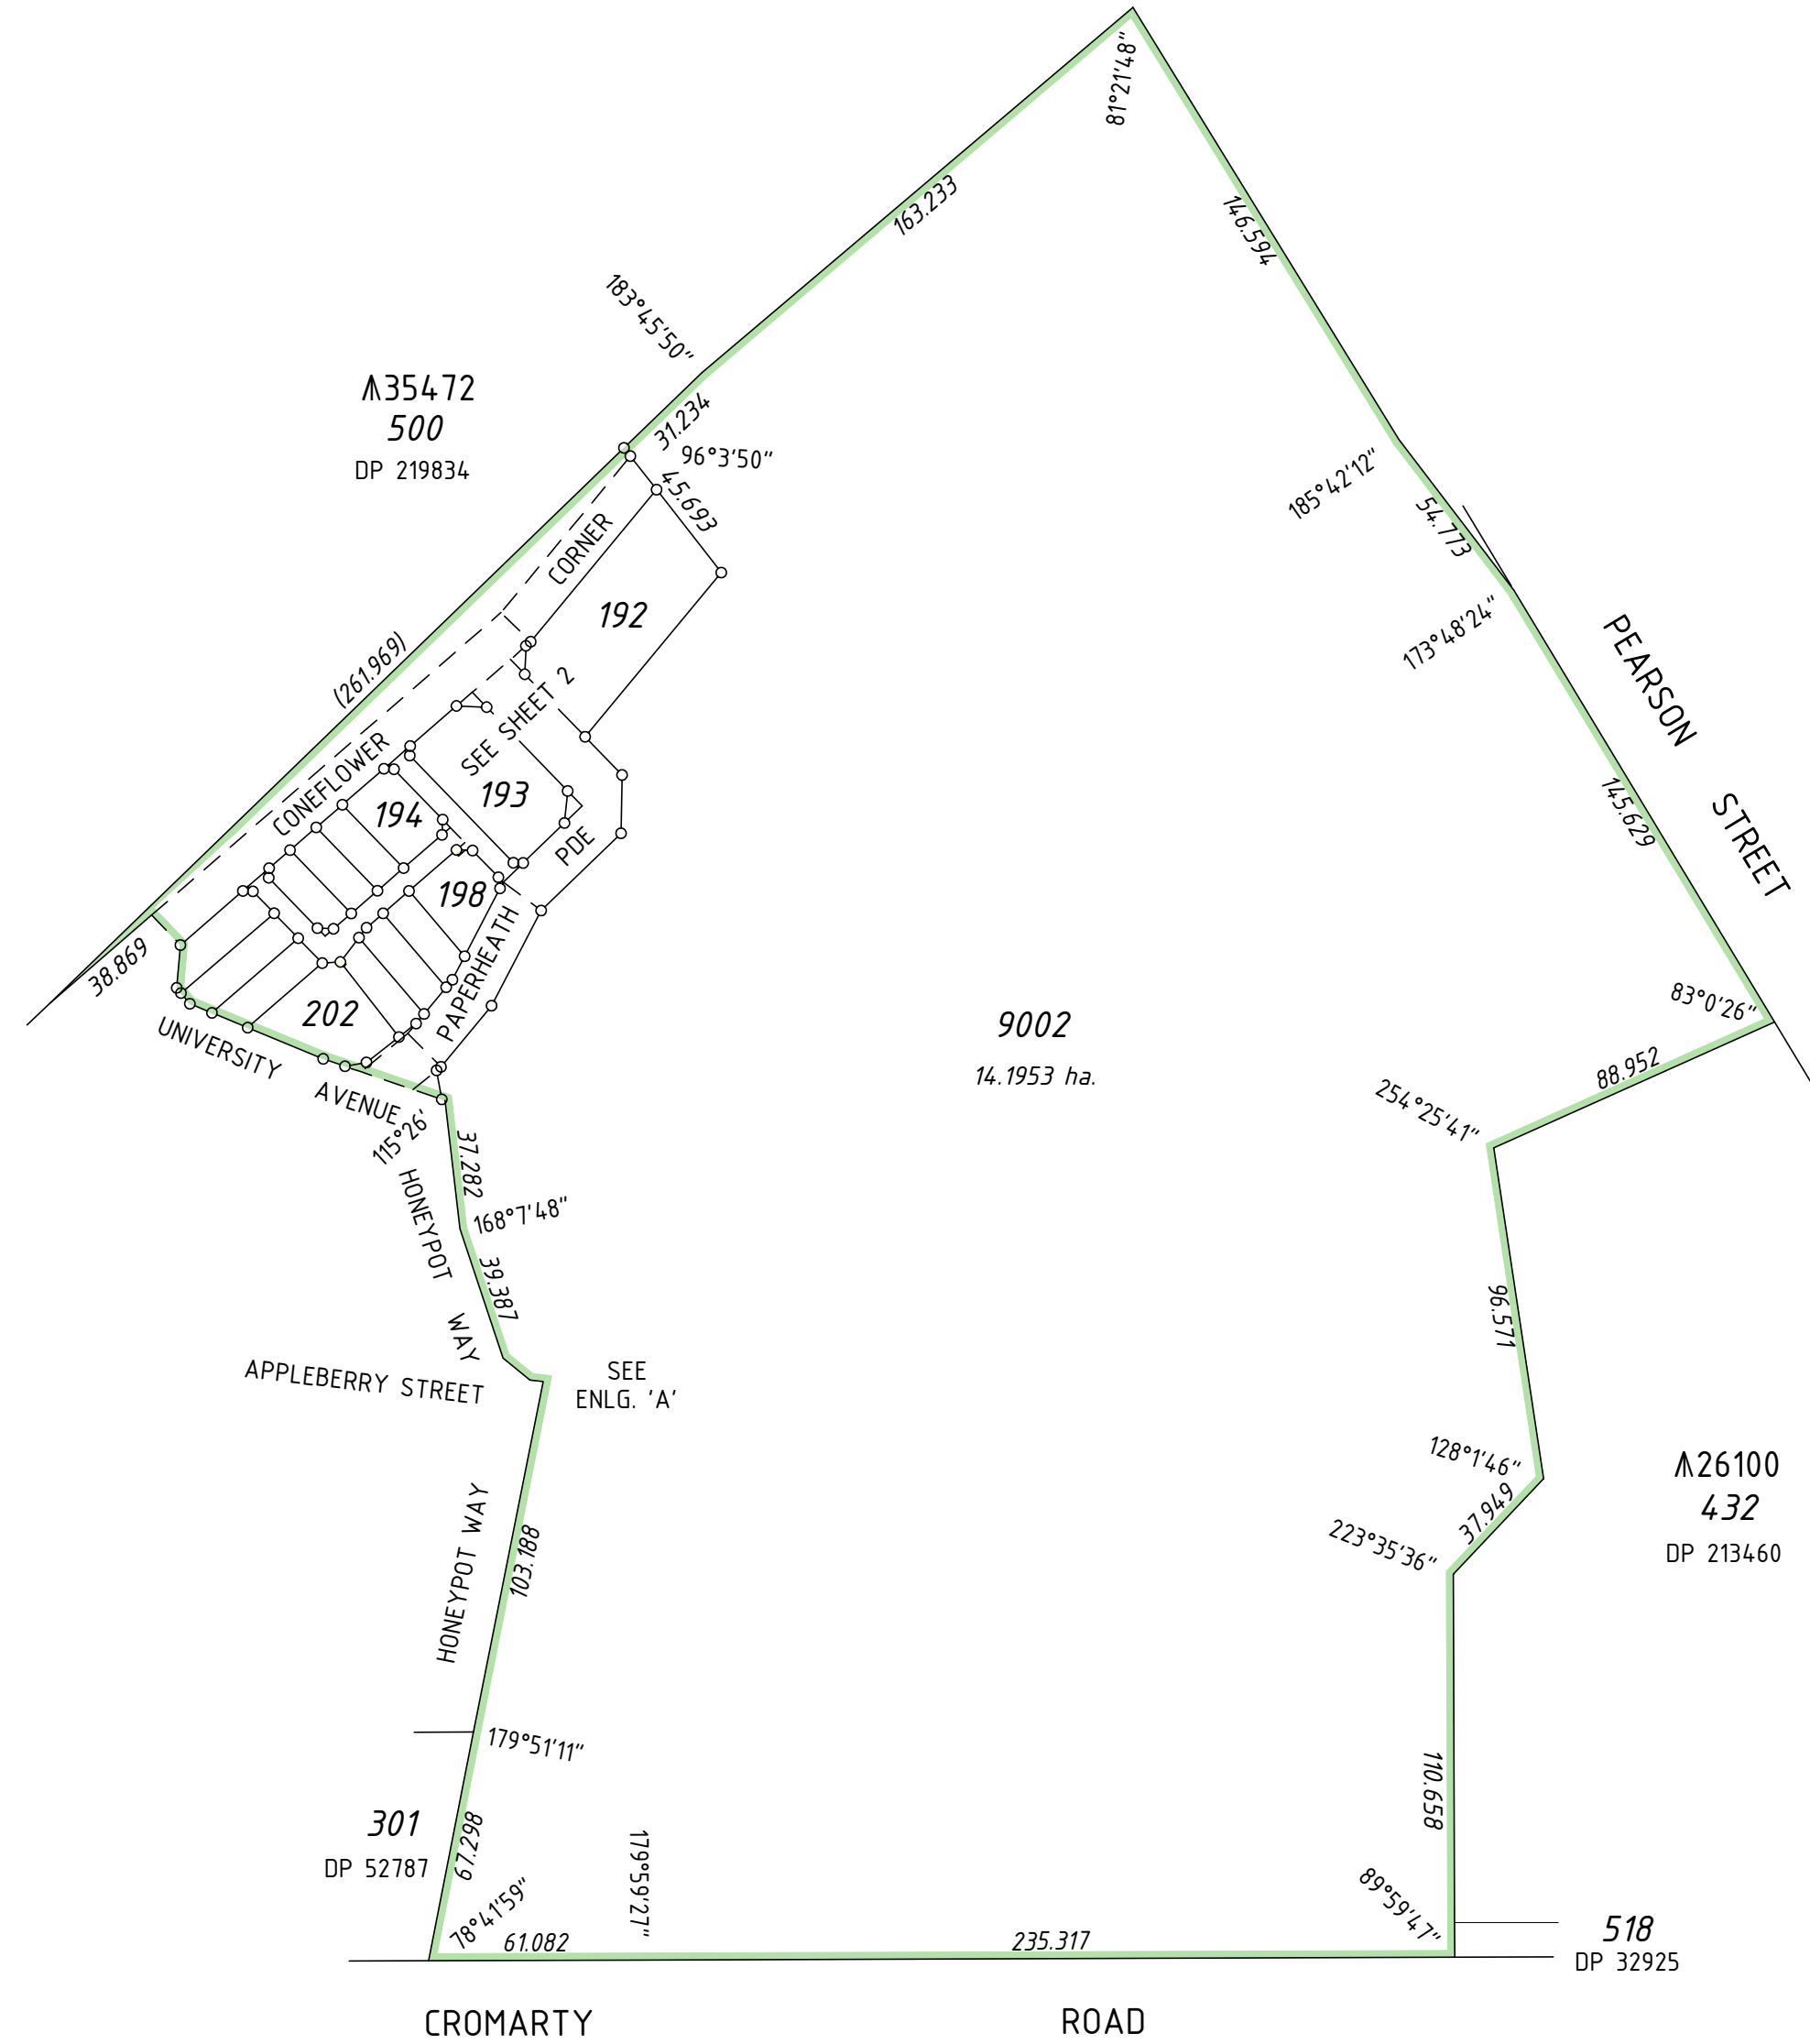 81°21'48"
163.233
146.594
183°45'50"
⩚35472
500
DP 219834
31.234
96°3'50"
45.693
185°42'12"
54.773
CORNER
192
173°48'24"
PEARSON
STREET
(261.969)
SEE SHEET 2
CONEFLOWER
193
194
PDE
145.629
198
38.869
PAPERHEATH
202
UNIVERSITY
AVENUE
9002
14.1953 ha.
83°0'26"
88.952
254°25'41"
115°26'
37.282
HONEYPOT
WAY
168°7'48"
39.387
APPLEBERRY STREET
SEE
ENLG. 'A'
96.571
128°1'46"
37.949
223°35'36"
⩚26100
432
DP 213460
HONEYPOT WAY
103.188
179°51'11"
301
DP 52787
67.298
78°41'59"
61.082
179°59'27"
235.317
110.658
89°59'47"
518
DP 32925
CROMARTY
ROAD